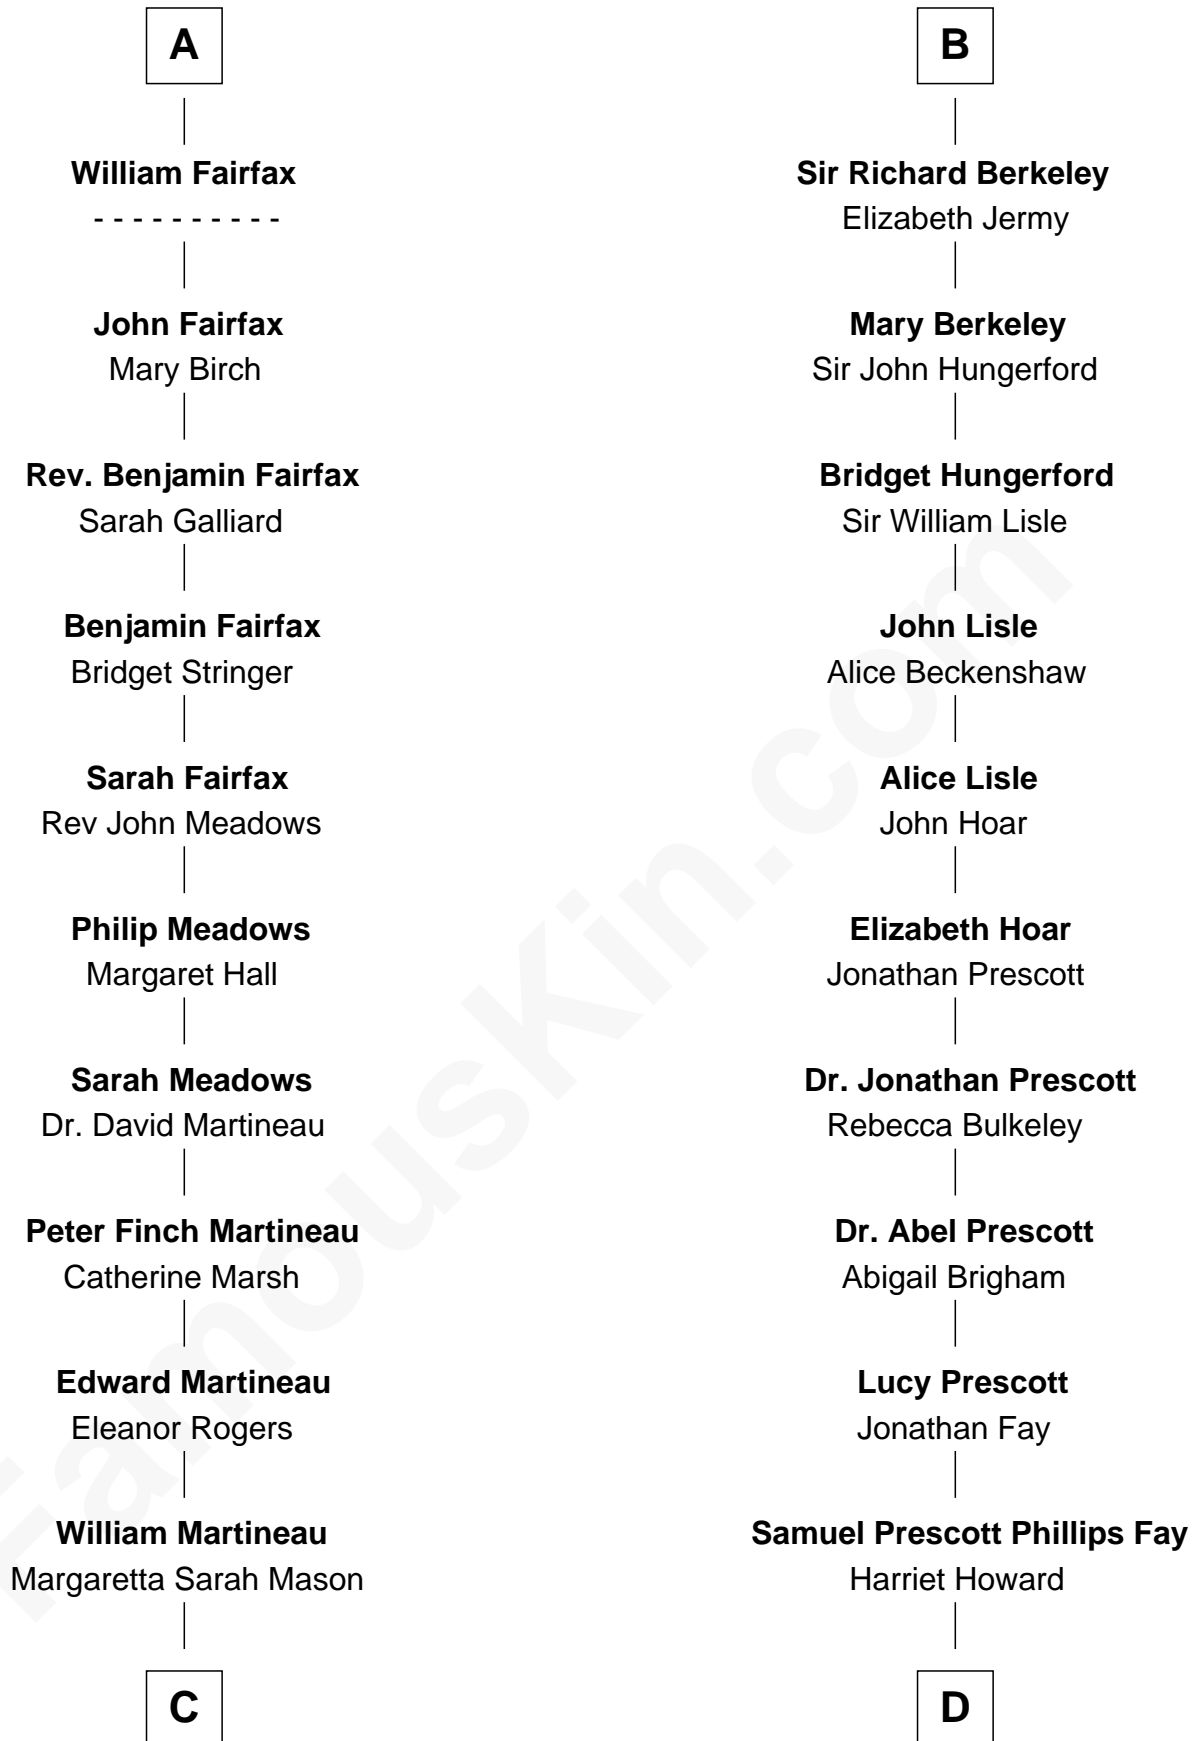 A
William Fairfax
- - - - - - - - - -
John Fairfax
Mary Birch
Rev. Benjamin Fairfax
Sarah Galliard
Benjamin Fairfax
Bridget Stringer
Sarah Fairfax
Rev John Meadows
Philip Meadows
Margaret Hall
Sarah Meadows
Dr. David Martineau
Peter Finch Martineau
Catherine Marsh
Edward Martineau
Eleanor Rogers
William Martineau
Margaretta Sarah Mason
C
B
Sir Richard Berkeley
Elizabeth Jermy
Mary Berkeley
Sir John Hungerford
Bridget Hungerford
Sir William Lisle
John Lisle
Alice Beckenshaw
Alice Lisle
John Hoar
Elizabeth Hoar
Jonathan Prescott
Dr. Jonathan Prescott
Rebecca Bulkeley
Dr. Abel Prescott
Abigail Brigham
Lucy Prescott
Jonathan Fay
Samuel Prescott Phillips Fay
Harriet Howard
D
FamousKin.com